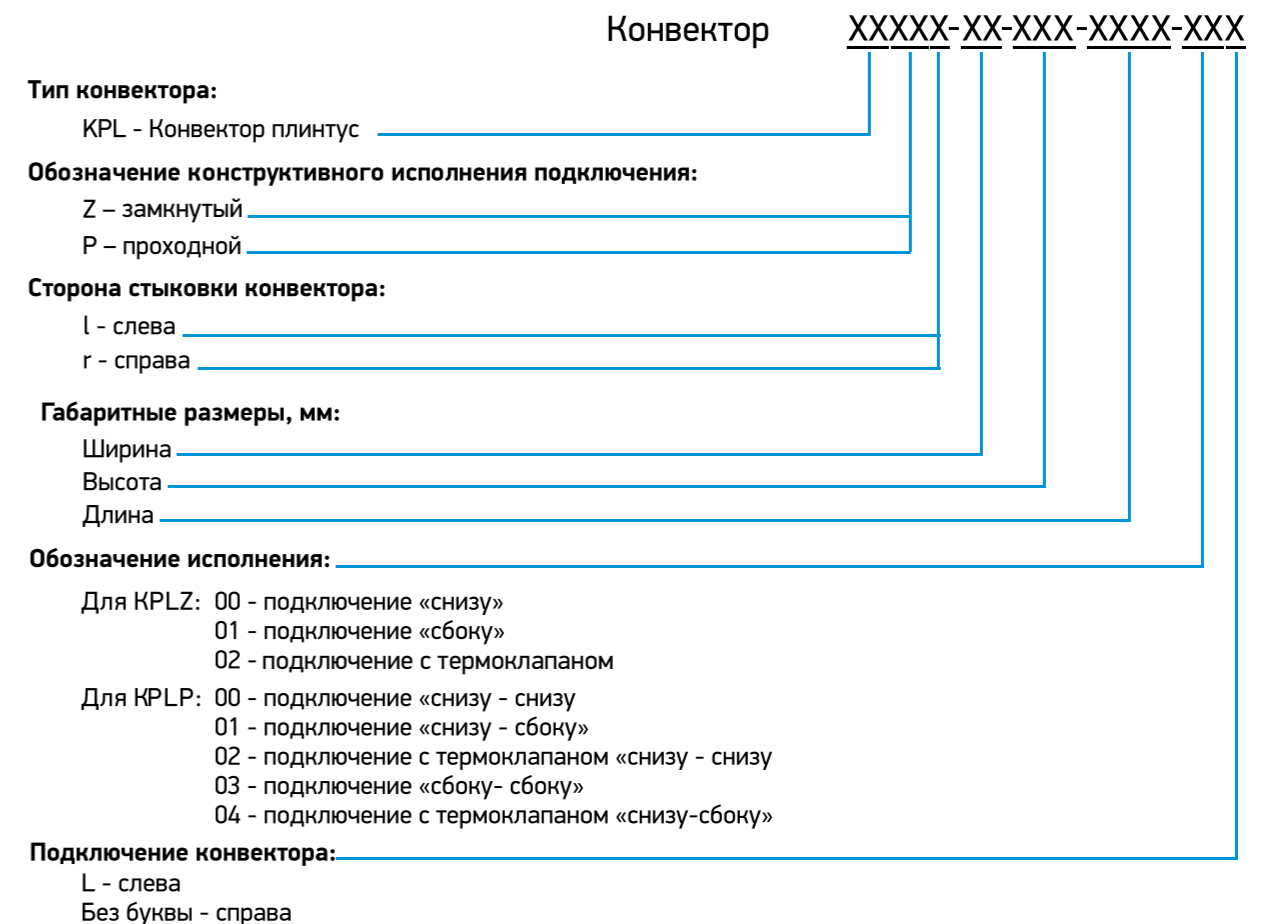 Конвектор XXXXX-XX-XXX-XXXX-XXX
Тип конвектора:
KPL - Конвектор плинтус
Обозначение конструктивного исполнения подключения:
Z – замкнутый
P – проходной
Сторона стыковки конвектора:
l - слева
r - справа
Габаритные размеры, мм:
Ширина
Высота
Длина
Обозначение исполнения:
Для KPLZ: 00 - подключение «снизу»
01 - подключение «сбоку»
02 - подключение с термоклапаном
Для KPLP: 00 - подключение «снизу - снизу
01 - подключение «снизу - сбоку»
02 - подключение с термоклапаном «снизу - снизу
03 - подключение «сбоку- сбоку»
04 - подключение с термоклапаном «снизу-сбоку»
Подключение конвектора:
L - слева
Без буквы - справа